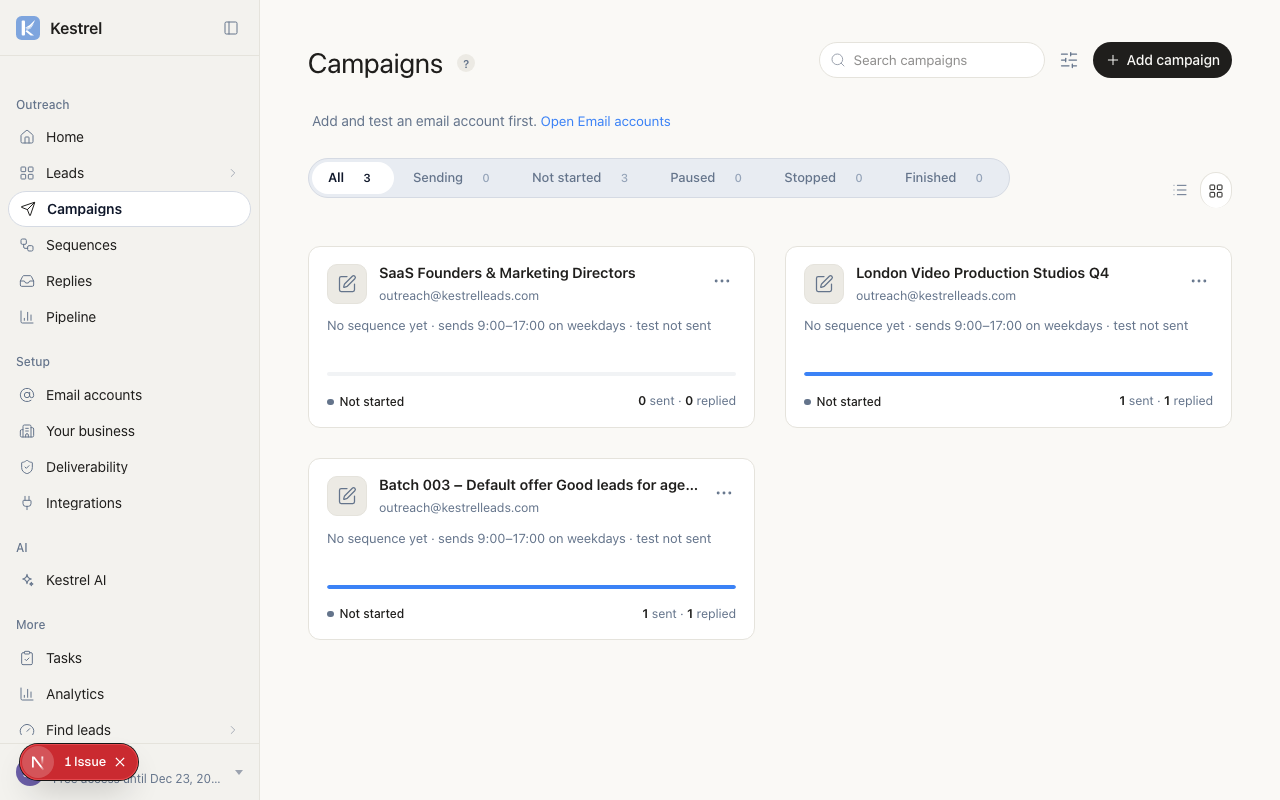 Kestrel
Outreach
Home
Leads
Campaigns
Sequences
Replies
Pipeline
Setup
Email accounts
Your business
Deliverability
Integrations
AI
Kestrel AI
More
Tasks
Analytics
Find leads
N 1 Issue
until Dec 23, 20...
Campaigns ?
Search campaigns
Add campaign
Add and test an email account first. Open Email accounts
All 3 Sending 0 Not started 3 Paused 0 Stopped 0 Finished 0
SaaS Founders & Marketing Directors
outreach@kestrelleads.com
No sequence yet · sends 9:00–17:00 on weekdays · test not sent
Not started 0 sent · 0 replied
London Video Production Studios Q4
outreach@kestrelleads.com
No sequence yet · sends 9:00–17:00 on weekdays · test not sent
Not started 1 sent · 1 replied
Batch 003 – Default offer Good leads for age...
outreach@kestrelleads.com
No sequence yet · sends 9:00–17:00 on weekdays · test not sent
Not started 1 sent · 1 replied